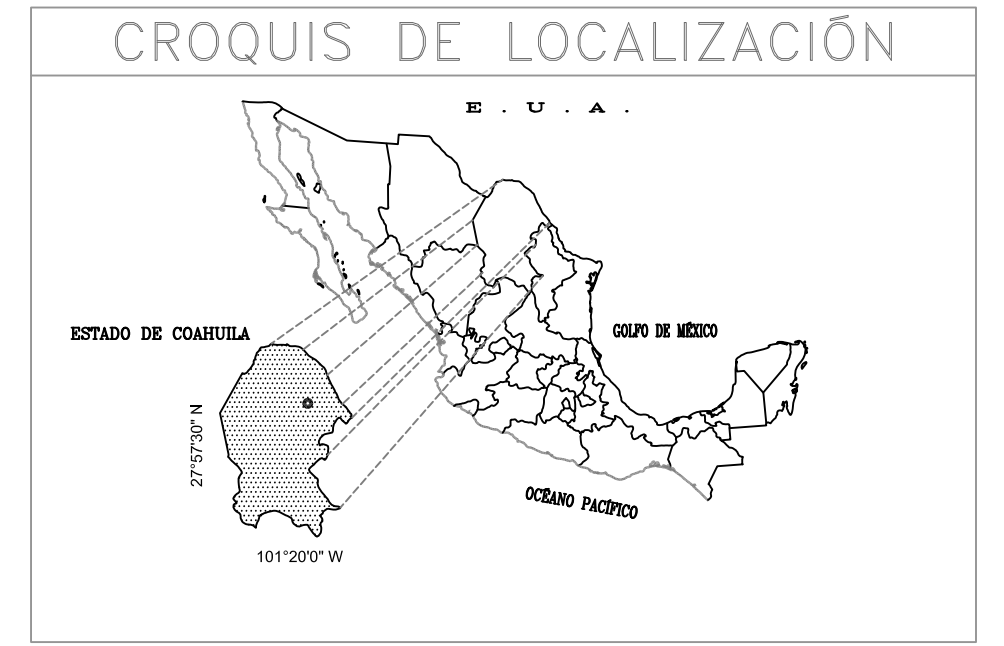 CROQUIS DE LOCALIZACIÓN
E . U . A .
ESTADO DE COAHUILA
GOLFO DE MÉXICO
27°57'30" N
OCÉANO PACÍFICO
101°20'0" W